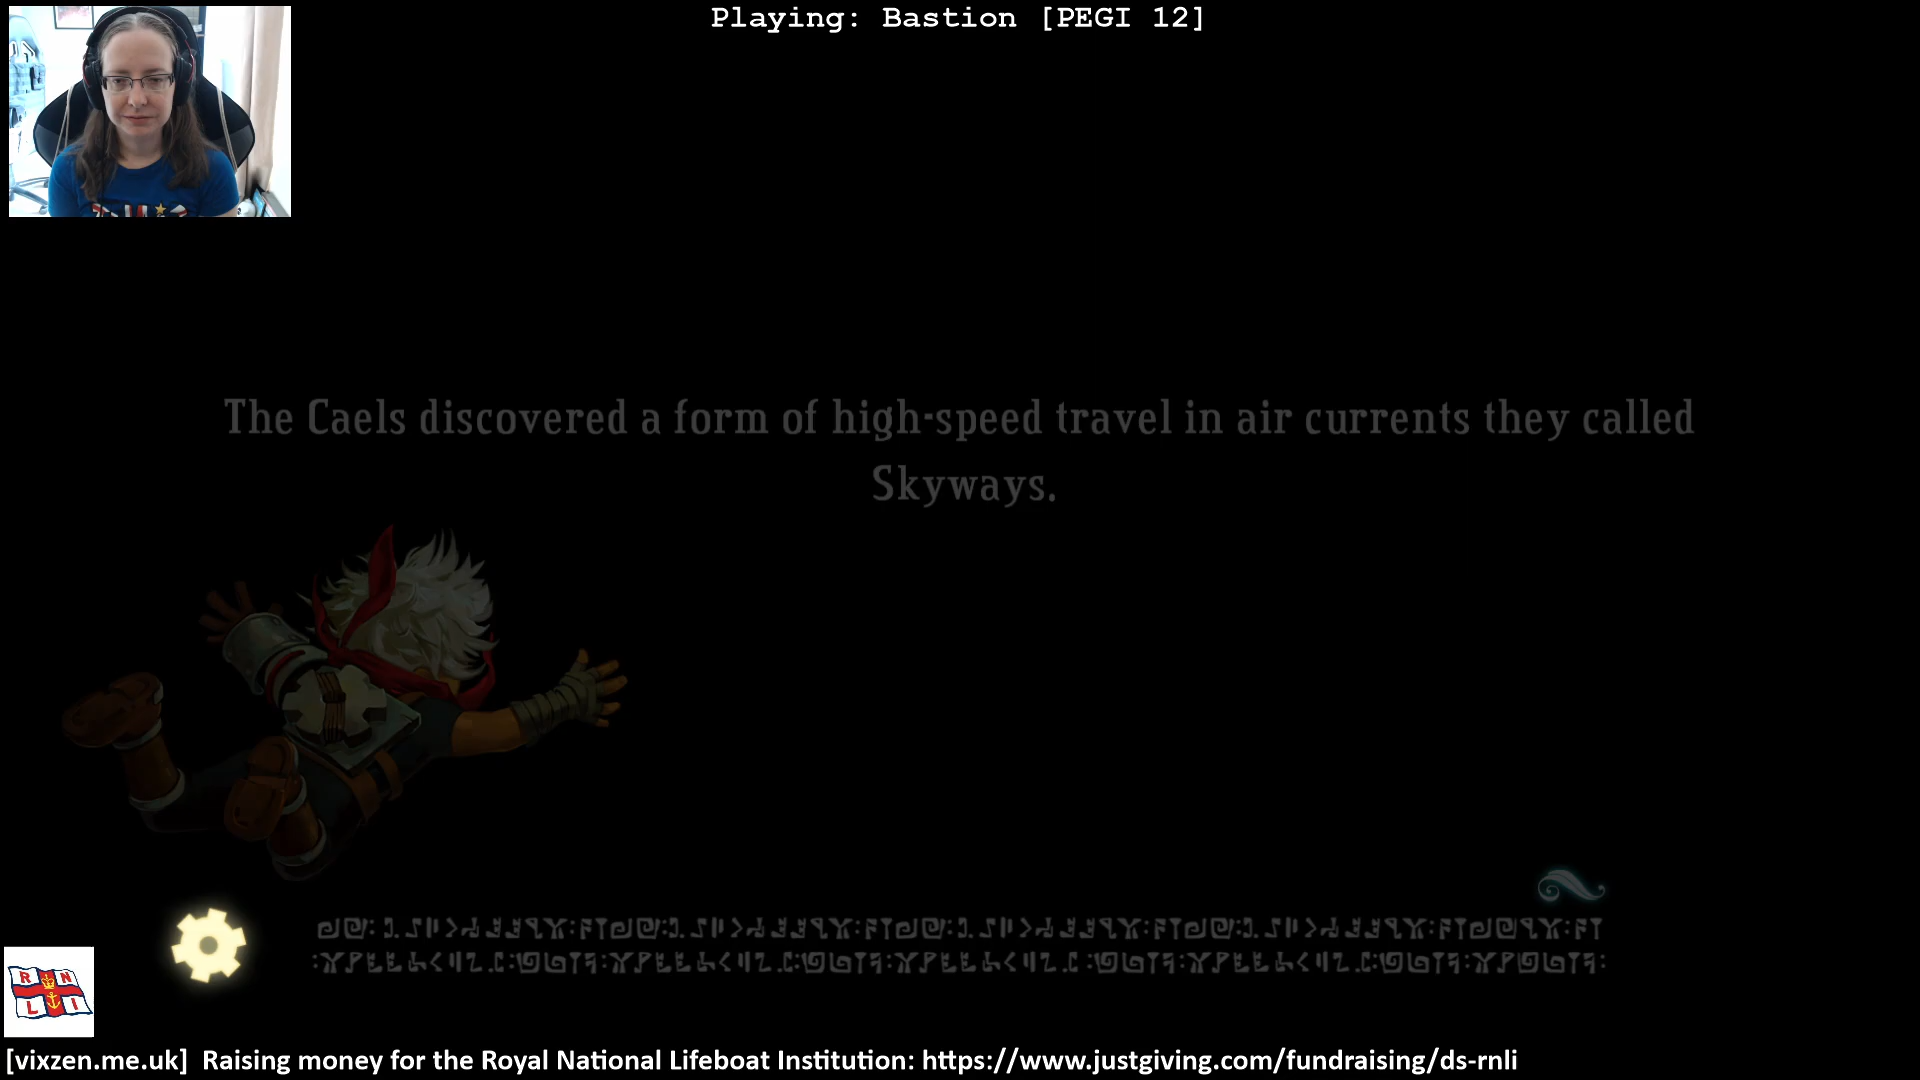 Playing: Bastion [PEGI 12]
The Caels discovered a form of high-speed travel in air currents they called
Skyways.
R N
L I
[vixzen.me.uk] Raising money for the Royal National Lifeboat Institution: https://www.justgiving.com/fundraising/ds-rnli